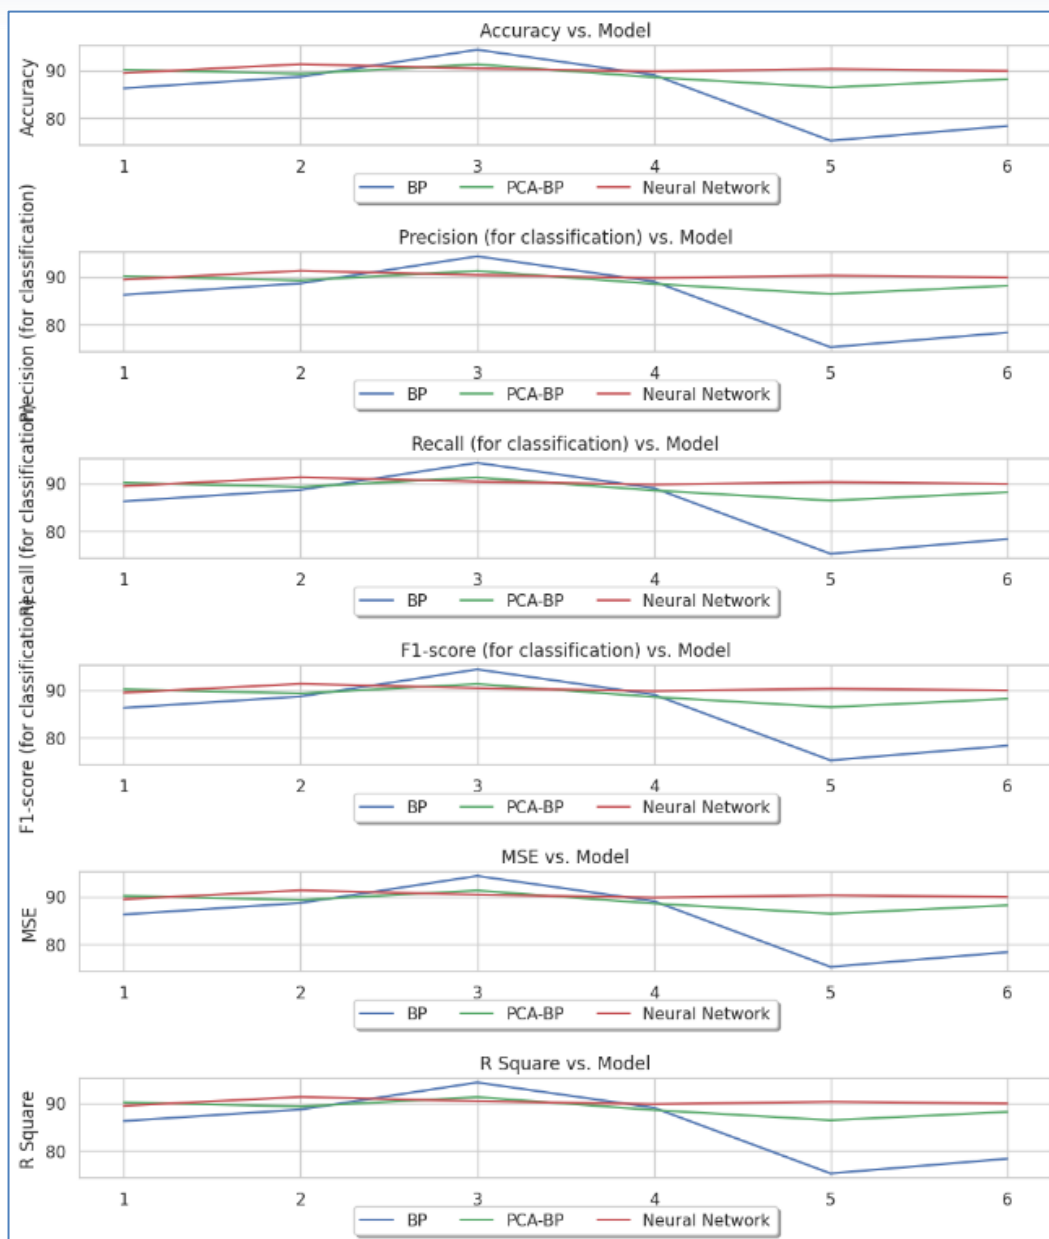 Accuracy vs. Model
Accuracy
90
80
1 2 3 4 5 6
BP PCA-BP Neural Network
Precision (for classification) vs. Model
Precision (for classification)
90
80
1 2 3 4 5 6
BP PCA-BP Neural Network
Recall (for classification) vs. Model
Recall (for classification)
90
80
1 2 3 4 5 6
BP PCA-BP Neural Network
F1-score (for classification) vs. Model
F1-score (for classification)
90
80
1 2 3 4 5 6
BP PCA-BP Neural Network
MSE vs. Model
MSE
90
80
1 2 3 4 5 6
BP PCA-BP Neural Network
R Square vs. Model
R Square
90
80
1 2 3 4 5 6
BP PCA-BP Neural Network